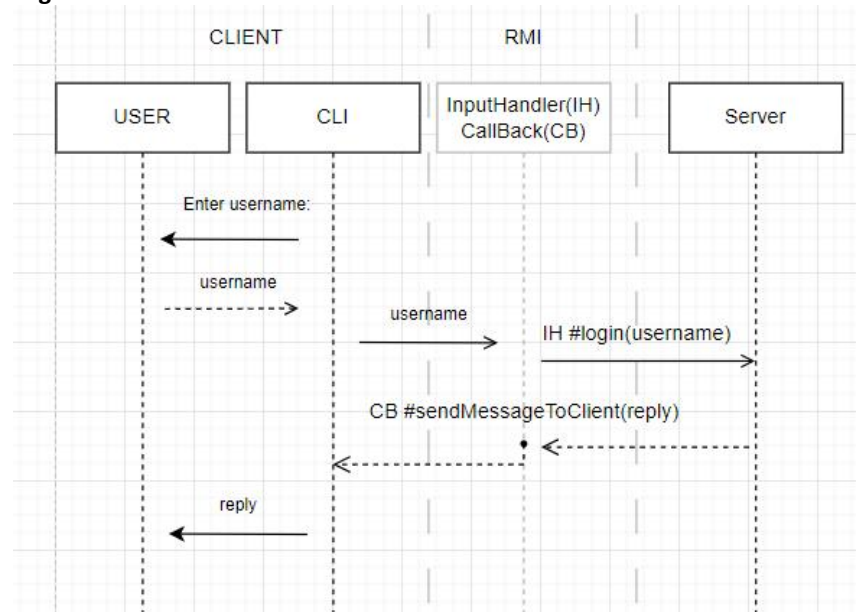 CLIENT
RMI
USER
CLI
InputHandler(IH)
CallBack(CB)
Server
Enter username:
username
username
IH #login(username)
CB #sendMessageToClient(reply)
reply